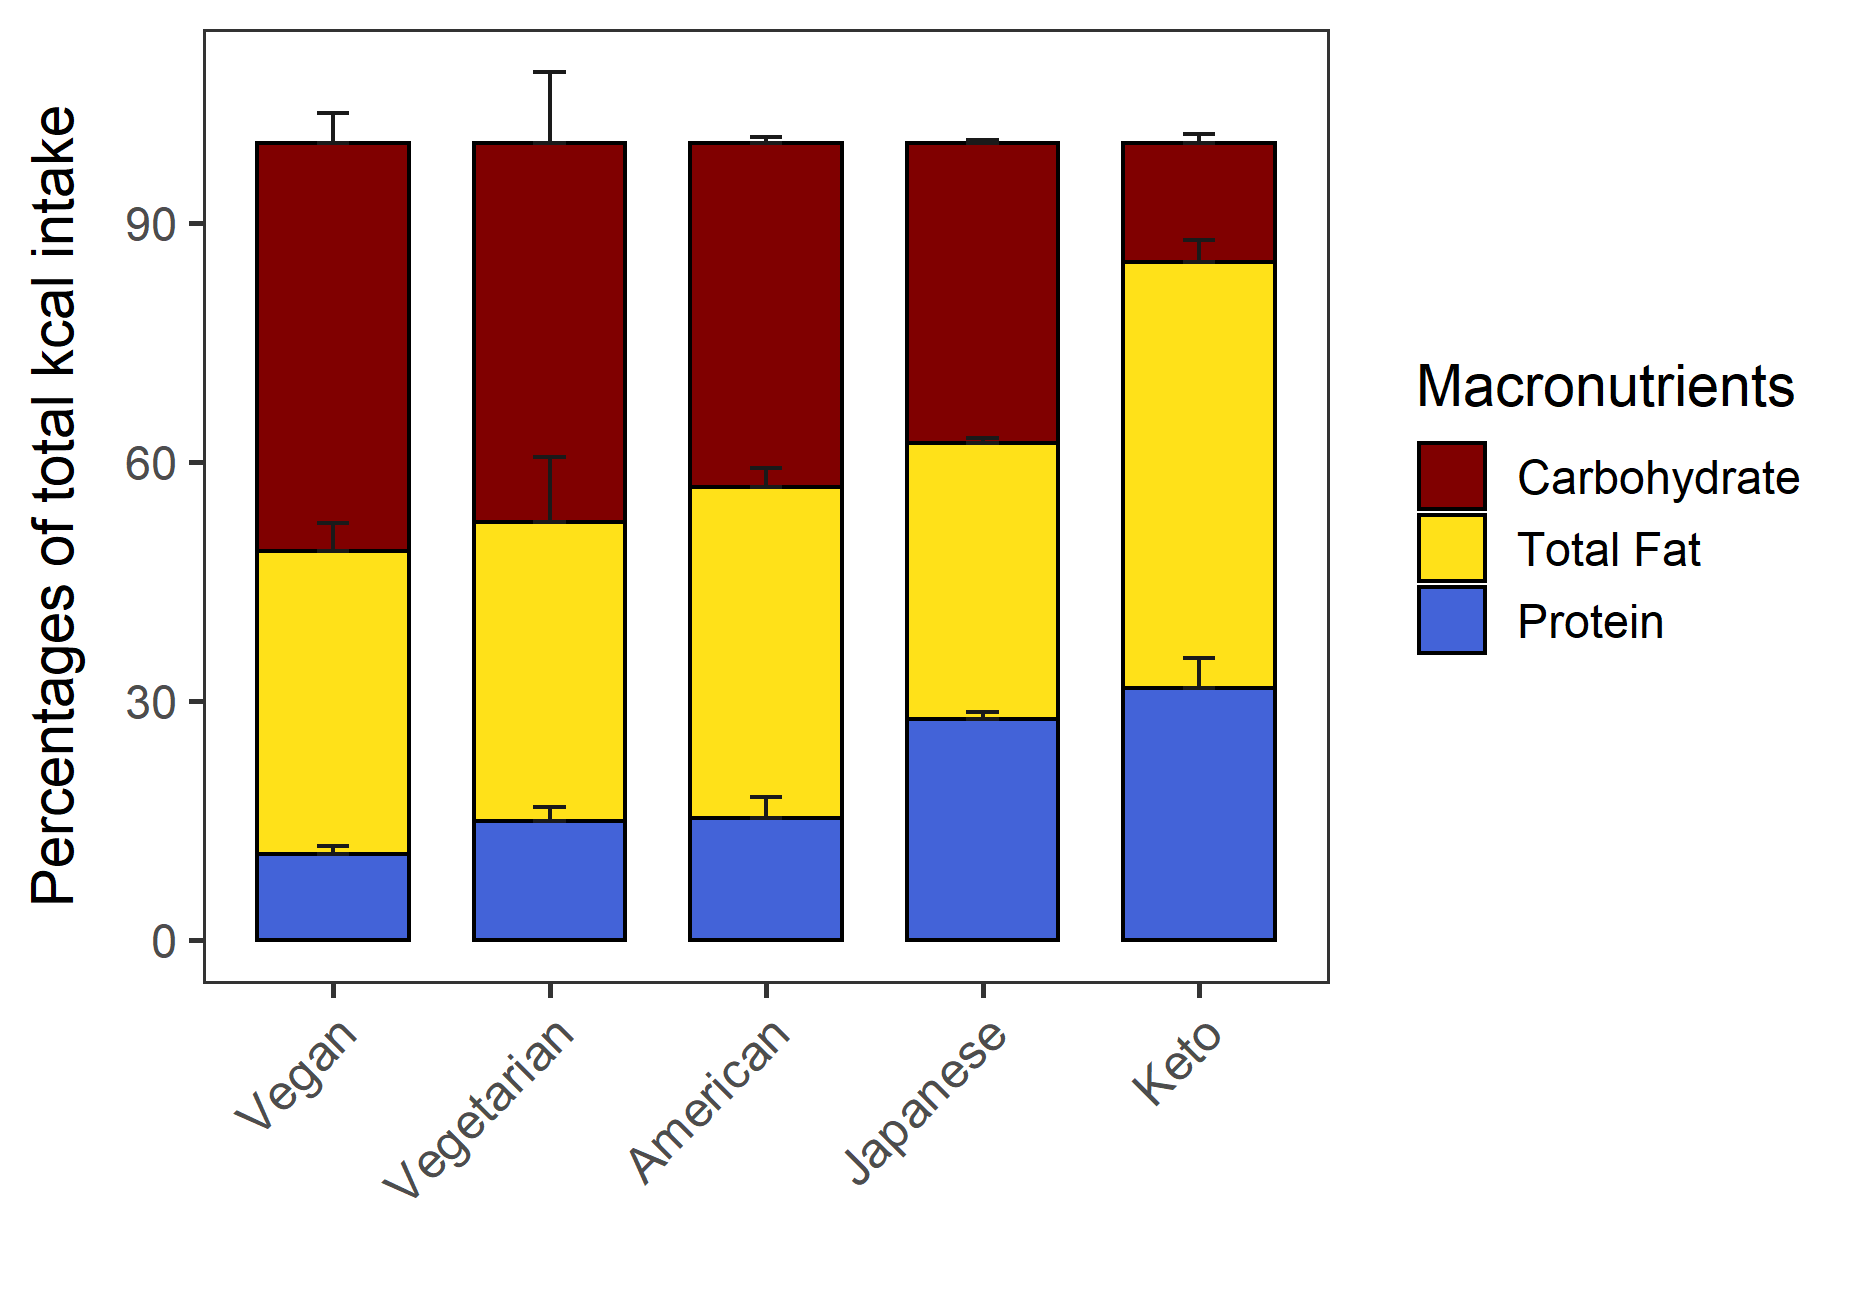 Percentages of total kcal intake
90
60
30
0
Vegan
Vegetarian
American
Japanese
Keto
Macronutrients
Carbohydrate
Total Fat
Protein